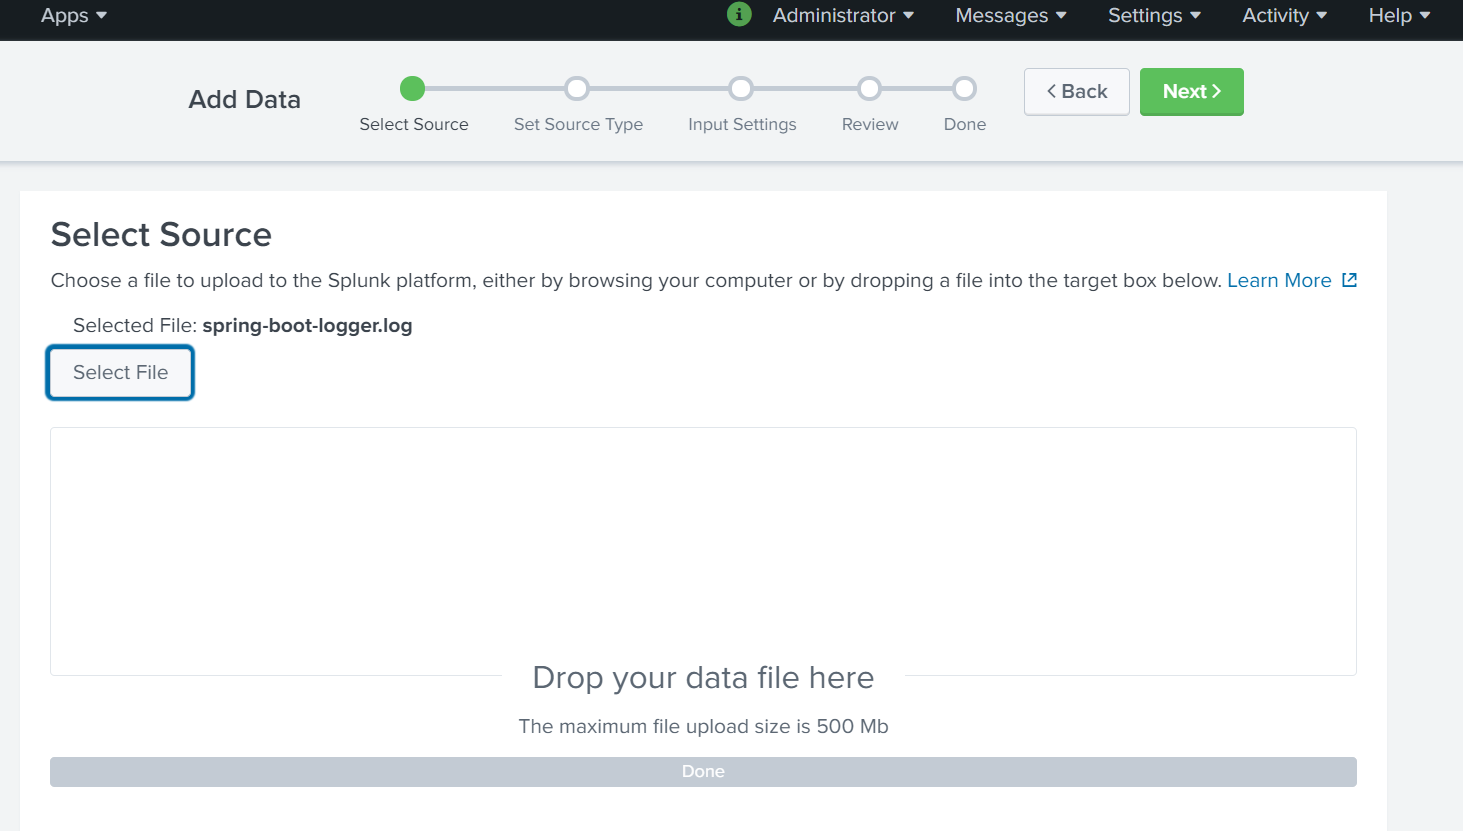 Apps Administrator Messages Settings Activity Help
Add Data
Select Source Set Source Type Input Settings Review Done
Back Next
Select Source
Choose a file to upload to the Splunk platform, either by browsing your computer or by dropping a file into the target box below. Learn More
Selected File: spring-boot-logger.log
Select File
Drop your data file here
The maximum file upload size is 500 Mb
Done